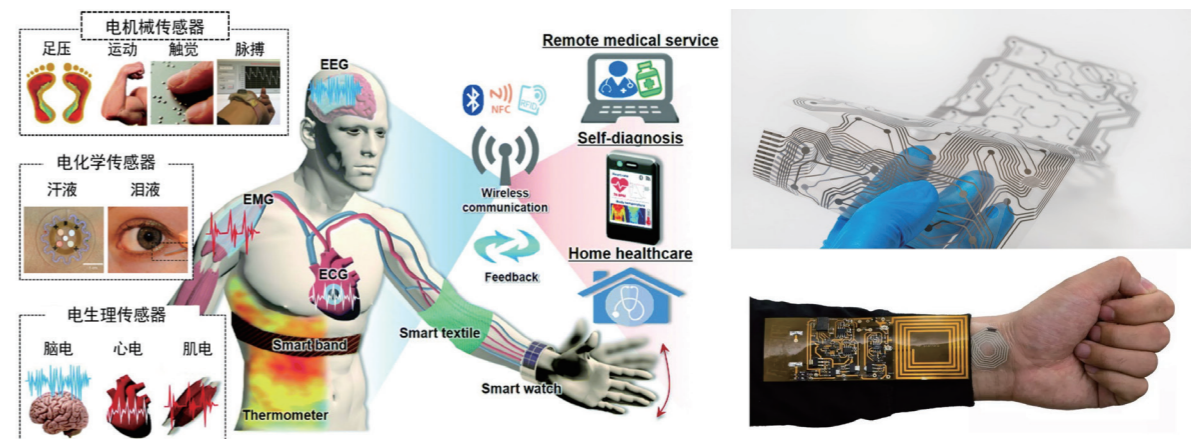 电机械传感器
足压 运动 触觉 脉搏
电化学传感器
汗液 泪液
电生理传感器
脑电 心电 肌电
EEG
EMG
ECG
Smart band
Thermometer
Smart textile
Smart watch
NFC
Wireless
communication
Feedback
Remote medical service
Self-diagnosis
Home healthcare